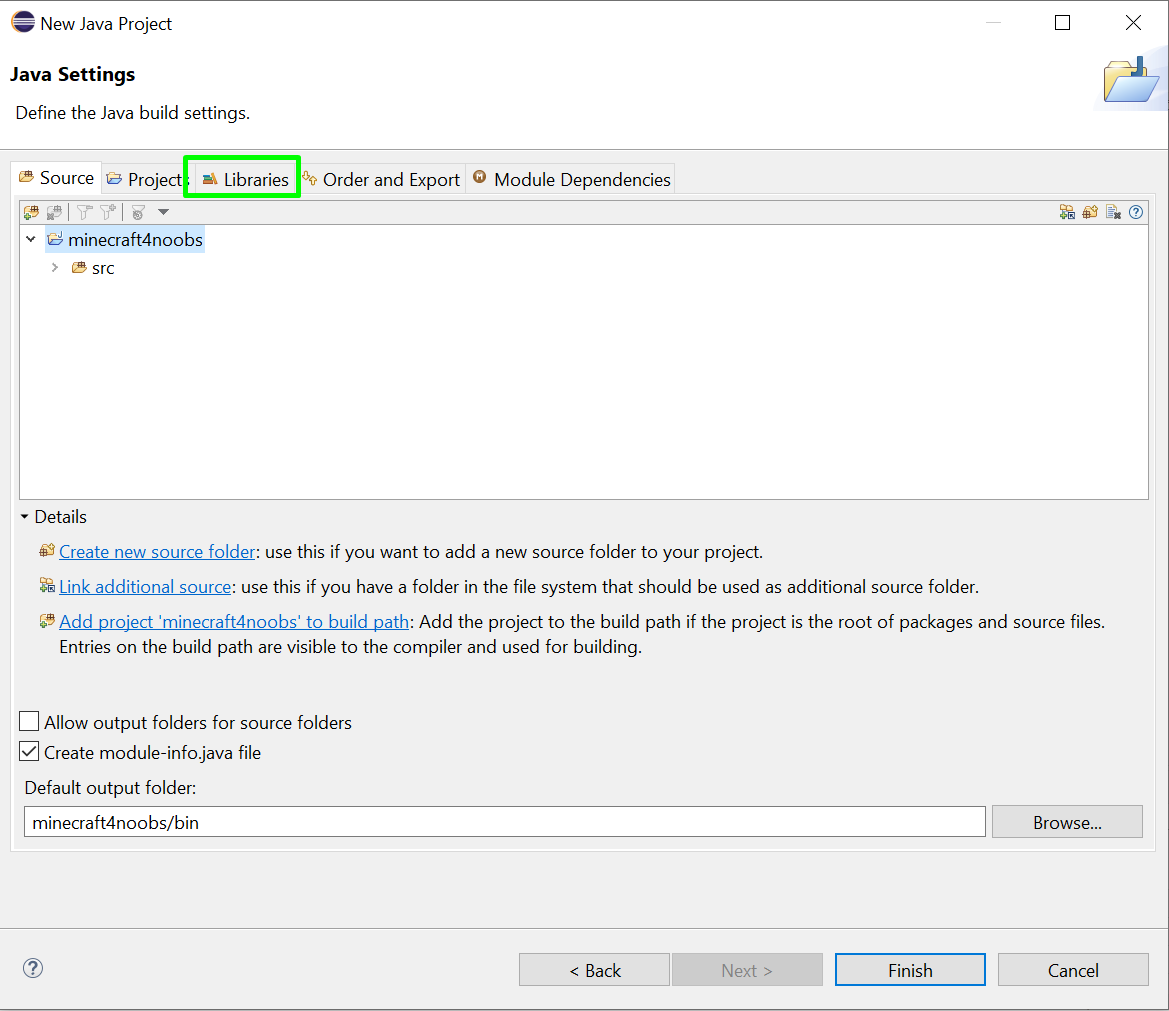 New Java Project
Java Settings
Define the Java build settings.
Source Projects Libraries Order and Export Module Dependencies
minecraft4noobs
src
Details
Create new source folder: use this if you want to add a new source folder to your project.
Link additional source: use this if you have a folder in the file system that should be used as additional source folder.
Add project 'minecraft4noobs' to build path: Add the project to the build path if the project is the root of packages and source files.
Entries on the build path are visible to the compiler and used for building.
Allow output folders for source folders
Create module-info.java file
Default output folder:
minecraft4noobs/bin Browse...
< Back Next > Finish Cancel